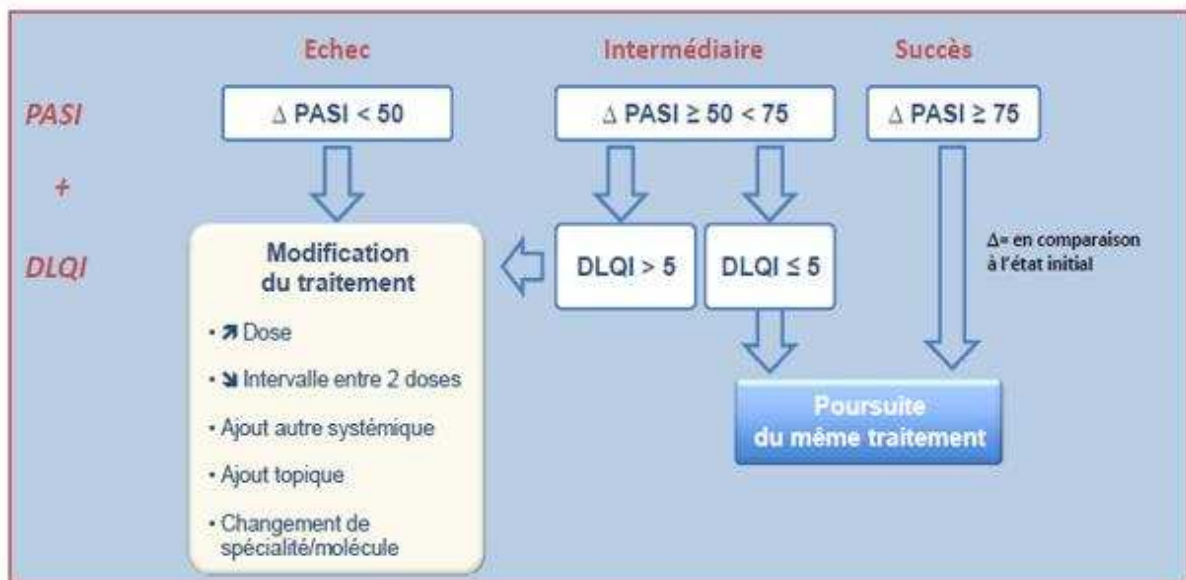 Echec
Intermédiaire
Succès
PASI
Δ PASI < 50
Δ PASI ≥ 50 < 75
Δ PASI ≥ 75
+
DLQI
Modification
du traitement
• ↗ Dose
• ↘ Intervalle entre 2 doses
• Ajout autre systémique
• Ajout topique
• Changement de
spécialité/molécule
DLQI > 5
DLQI ≤ 5
Δ= en comparaison
à l'état initial
Poursuite
du même traitement